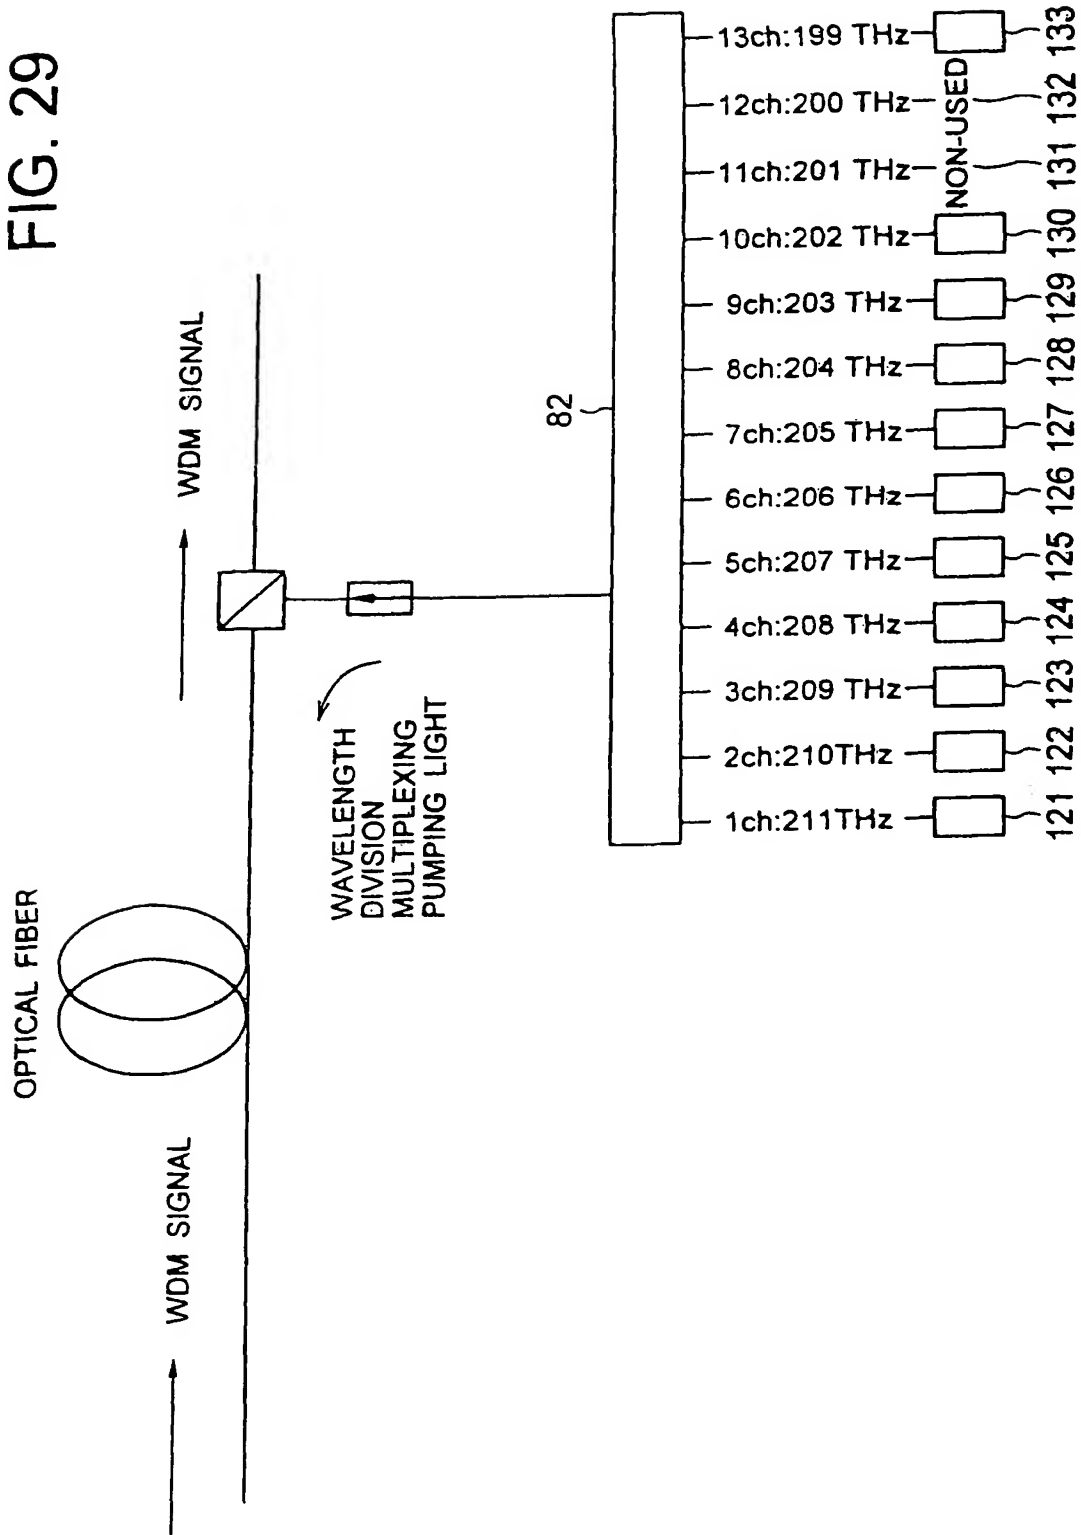 FIG. 29
OPTICAL FIBER
WDM SIGNAL
WDM SIGNAL
WAVELENGTH
DIVISION
MULTIPLEXING
PUMPING LIGHT
82
13ch:199 THz
133
12ch:200 THz
132
NON-USED
11ch:201 THz
131
10ch:202 THz
130
9ch:203 THz
129
8ch:204 THz
128
7ch:205 THz
127
6ch:206 THz
126
5ch:207 THz
125
4ch:208 THz
124
3ch:209 THz
123
2ch:210THz
122
1ch:211THz
121